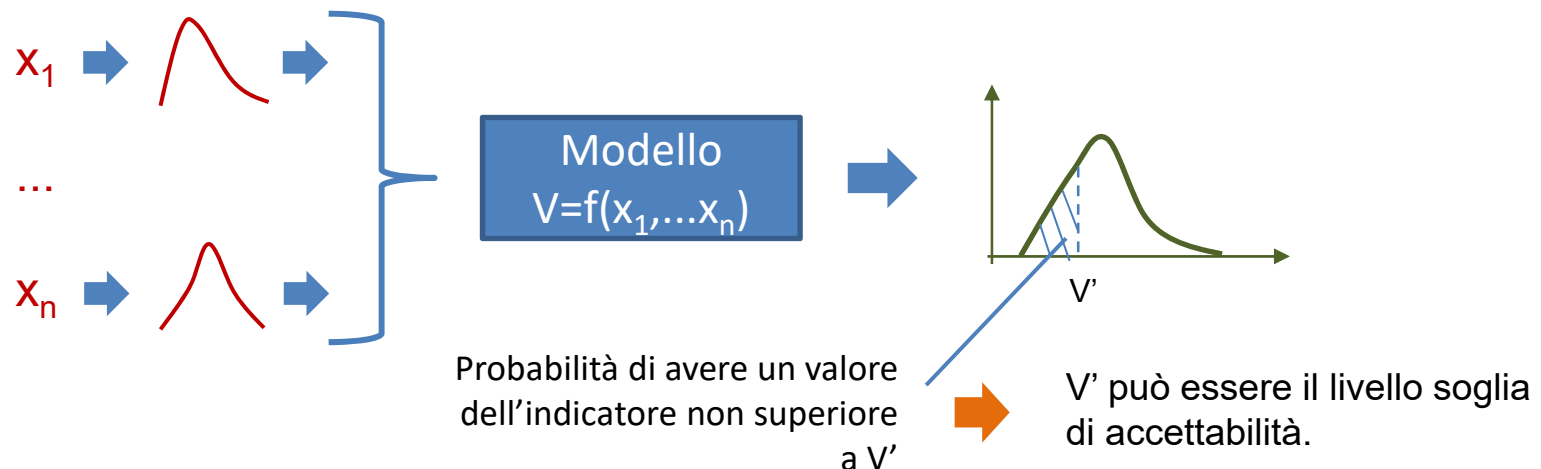 x₁
...
xₙ
Modello
V=f(x₁,...xₙ)
V’
Probabilità di avere un valore
dell’indicatore non superiore
a V’
V’ può essere il livello soglia
di accettabilità.